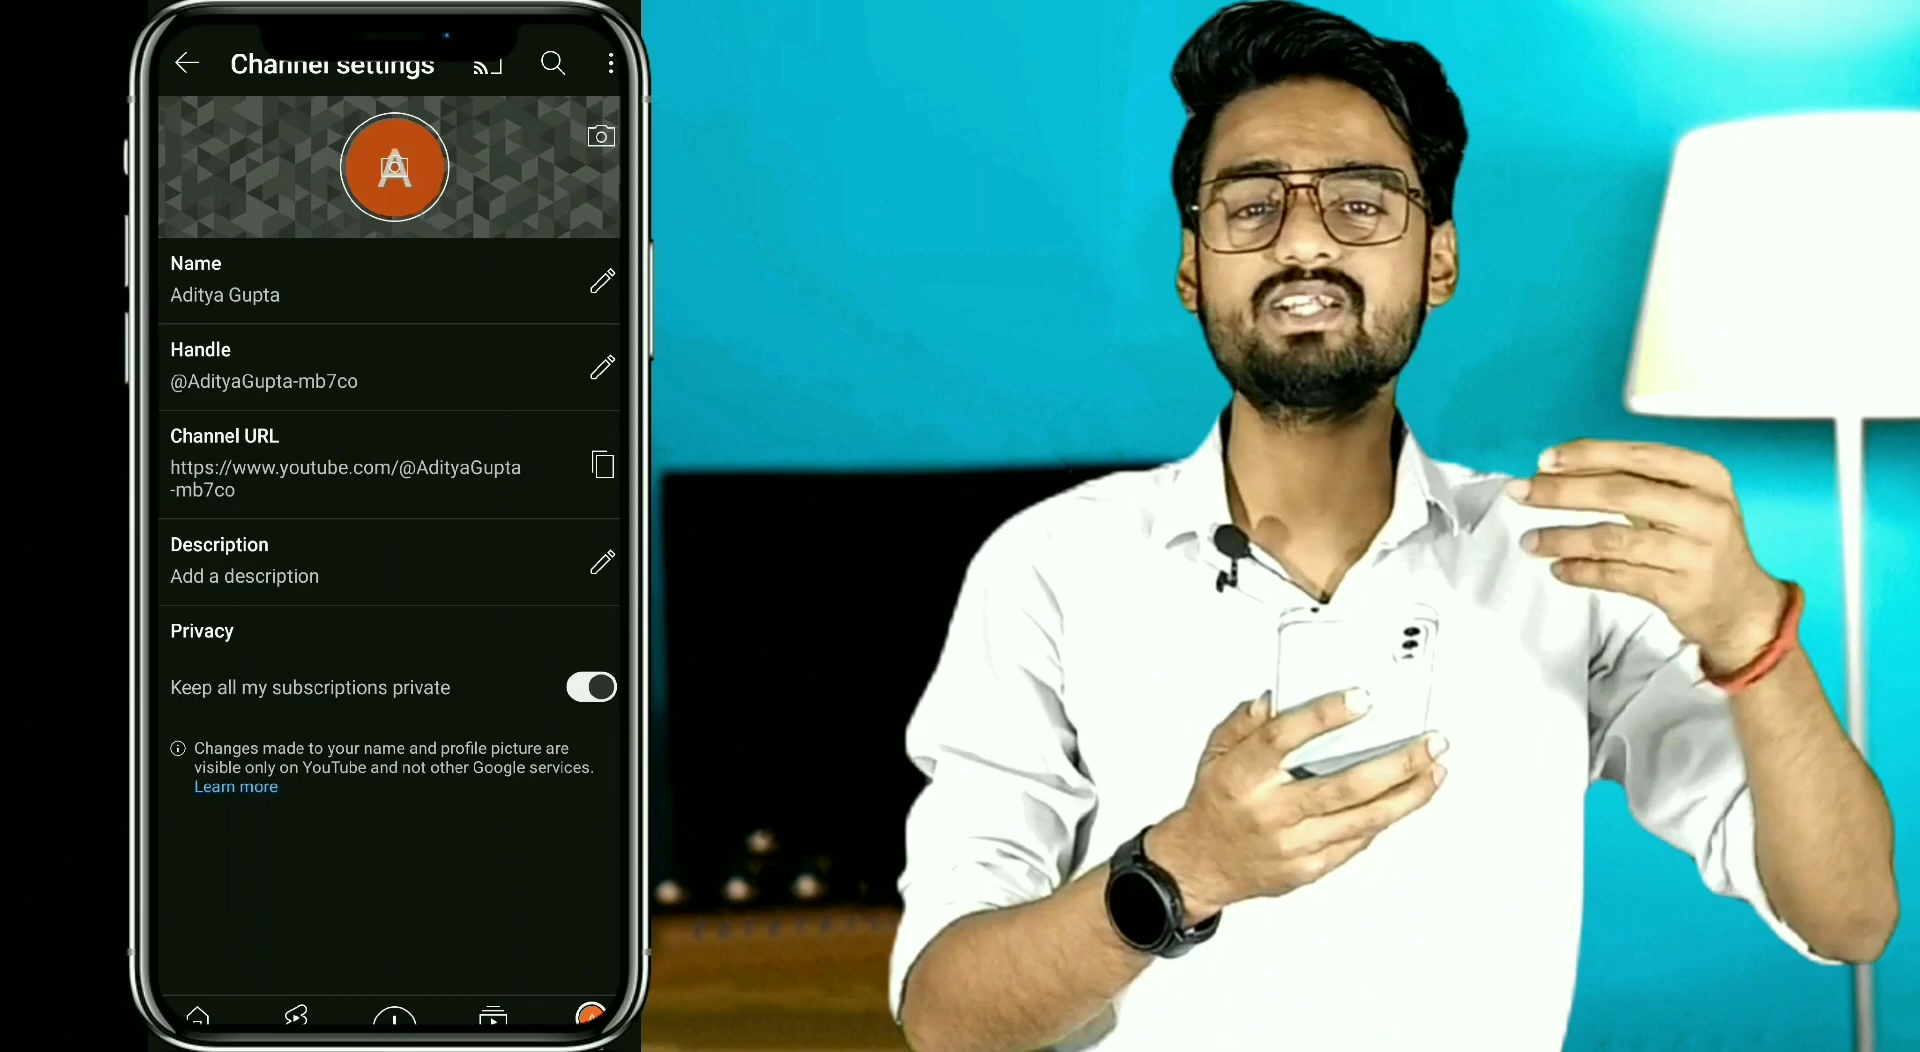 Channel settings
A
Name
Aditya Gupta
Handle
@AdityaGupta-mb7co
Channel URL
https://www.youtube.com/@AdityaGupta
-mb7co
Description
Add a description
Privacy
Keep all my subscriptions private
Changes made to your name and profile picture are
visible only on YouTube and not other Google services.
Learn more